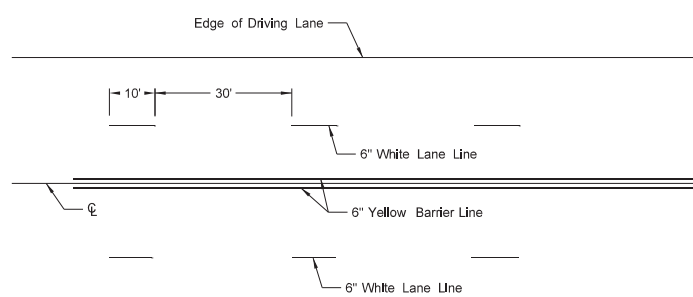 Edge of Driving Lane
10'
30'
6" White Lane Line
℄
6" Yellow Barrier Line
6" White Lane Line